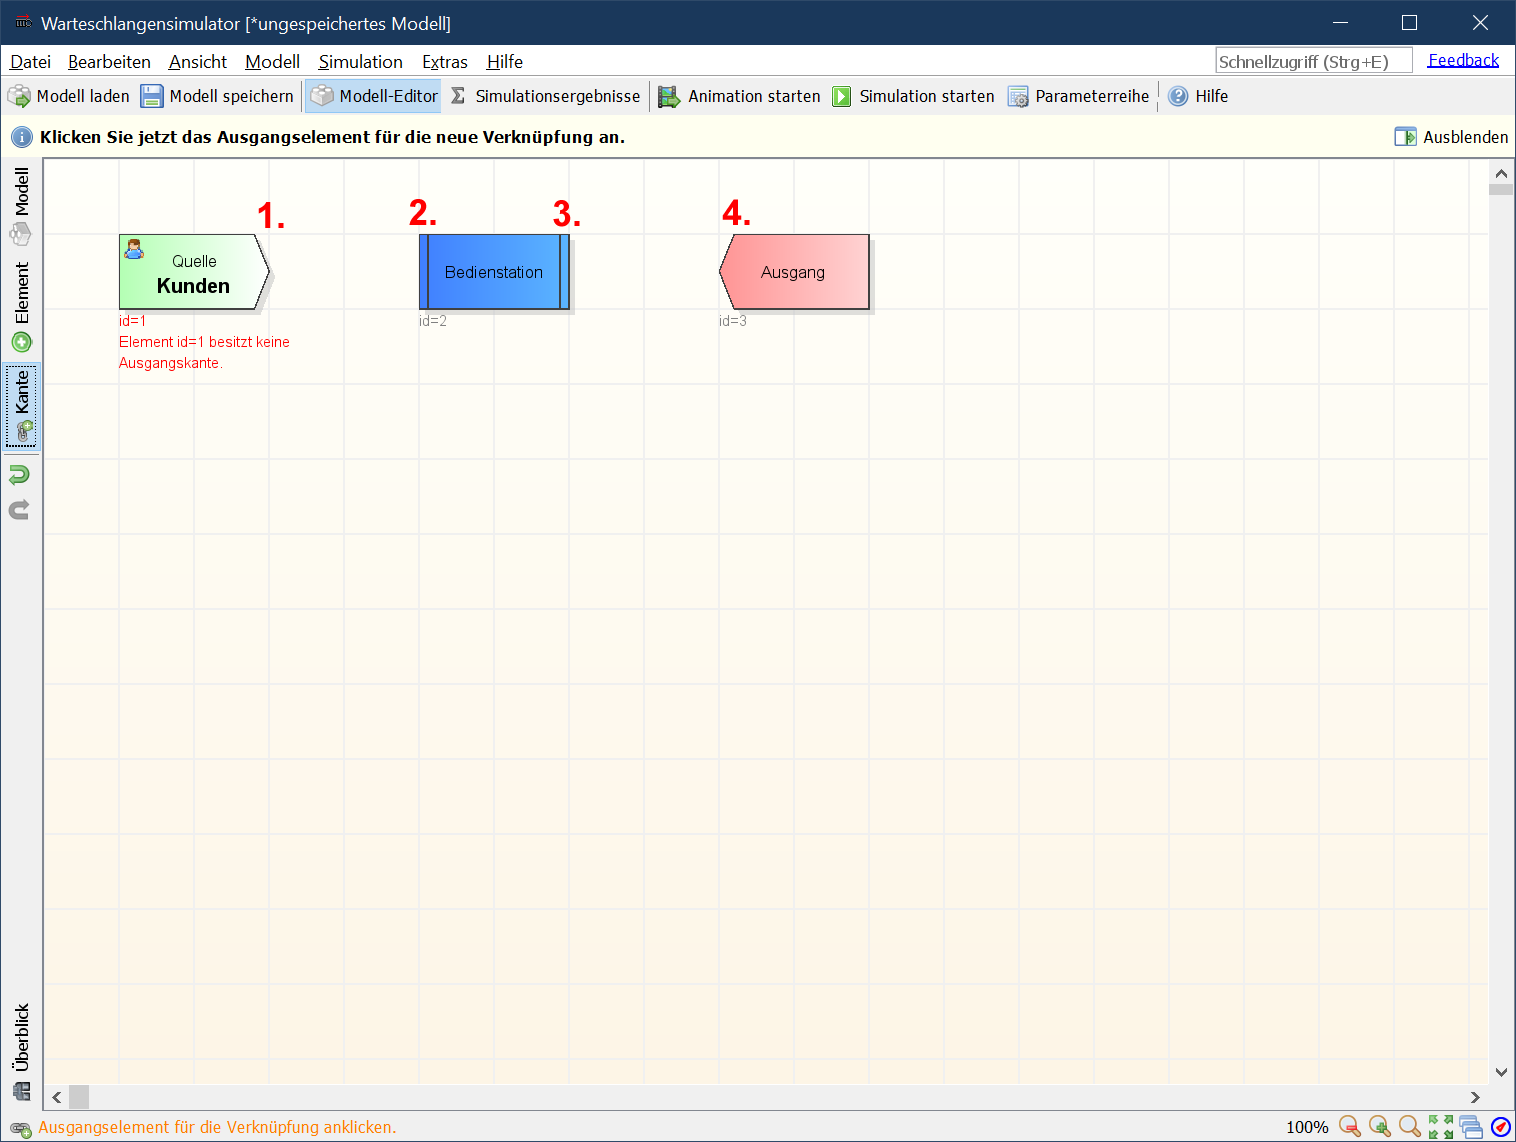 Warteschlangensimulator [*ungespeichertes Modell]
Datei Bearbeiten Ansicht Modell Simulation Extras Hilfe Schnellzugriff (Strg+E) Feedback
Modell laden Modell speichern Modell-Editor Simulationsergebnisse Animation starten Simulation starten Parameterreihe Hilfe
Klicken Sie jetzt das Ausgangselement für die neue Verknüpfung an. Ausblenden
Modell
Element
Kante
Überblick
1. 2. 3. 4.
Quelle
Kunden
Bedienstation
Ausgang
id=1
Element id=1 besitzt keine
Ausgangskante.
id=2
id=3
Ausgangselement für die Verknüpfung anklicken. 100%